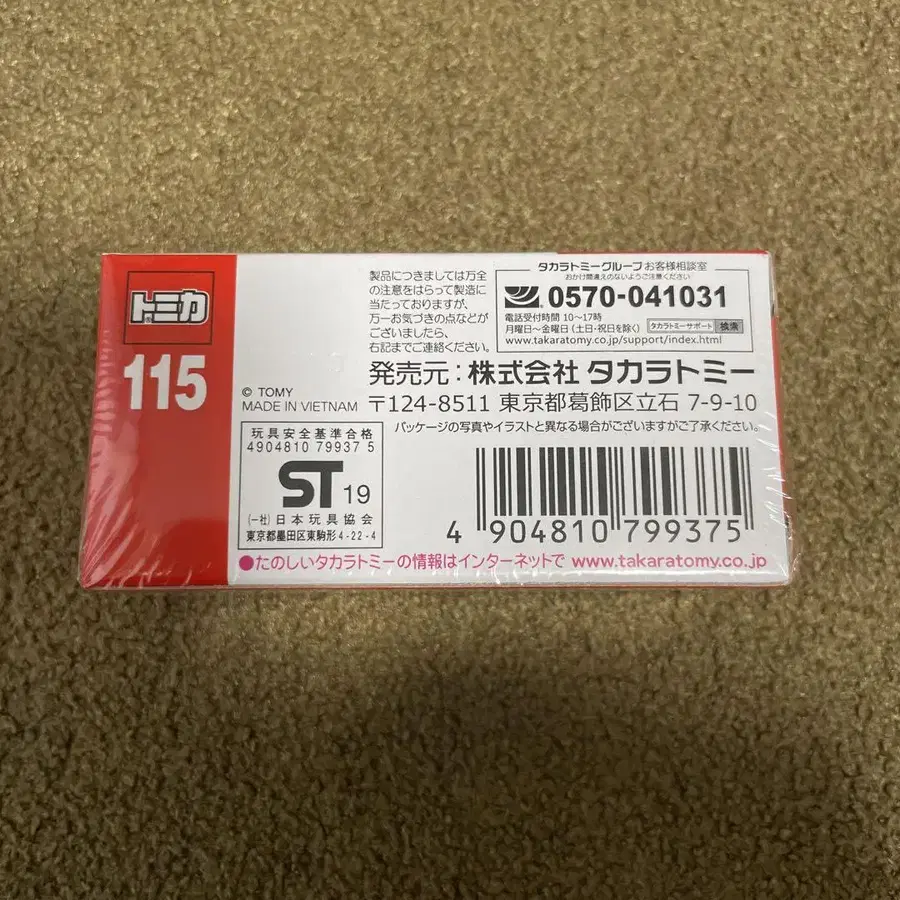 トミカ
115
© TOMY
MADE IN VIETNAM
製品につきましては万全
の注意をはらって製造に
当たっておりますが、
万一お気づきの点などが
ございましたら、
右記までご連絡ください。
タカラトミーグループ お客様相談室
おかけ間違えのないようご注意ください
0570-041031
電話受付時間 10〜17時
月曜日〜金曜日 (土日・祝日を除く)
タカラトミーサポート 検索
www.takaratomy.co.jp/support/index.html
発売元:株式会社 タカラトミー
〒124-8511 東京都葛飾区立石 7-9-10
パッケージの写真やイラストと異なる場合がございますがご了承ください。
玩具安全基準合格
4904810 79937 5
ST 19
(一社) 日本玩具協会
東京都墨田区東駒形 4-22-4
4 904810 799375
●たのしいタカラトミーの情報はインターネットで www.takaratomy.co.jp